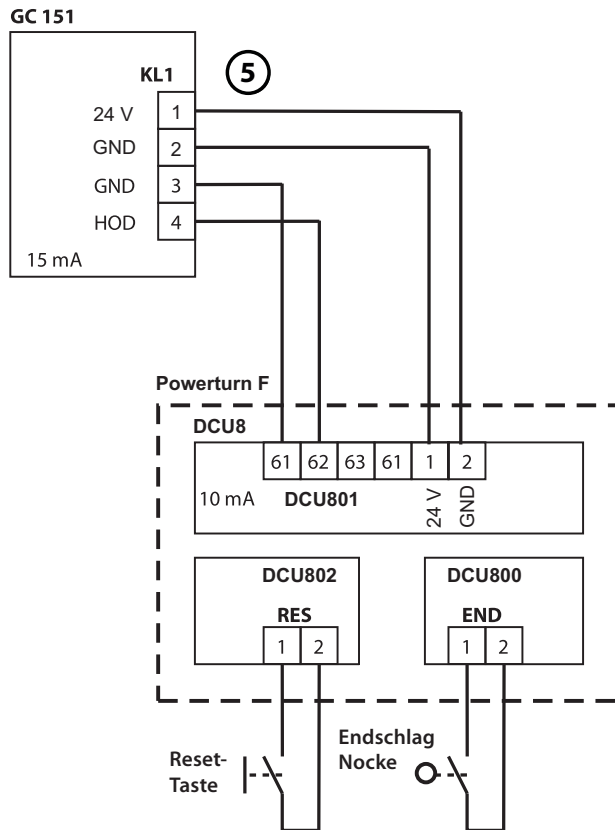 GC 151
KL1
5
24 V 1
GND 2
GND 3
HOD 4
15 mA
Powerturn F
DCU8
61 62 63 61 1 2
10 mA DCU801 24 V GND
DCU802 DCU800
RES END
1 2 1 2
Reset-
Taste
Endschlag
Nocke